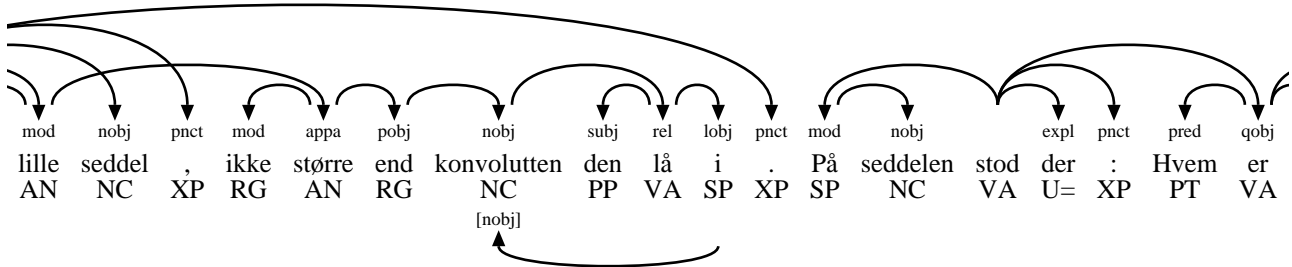 mod nobj pnct mod appa pobj nobj subj rel lobj pnct mod nobj expl pnct pred qobj
lille seddel , ikke større end konvolutten den lå i . På seddelen stod der : Hvem er
AN NC XP RG AN RG NC PP VA SP XP SP NC VA U= XP PT VA
[nobj]